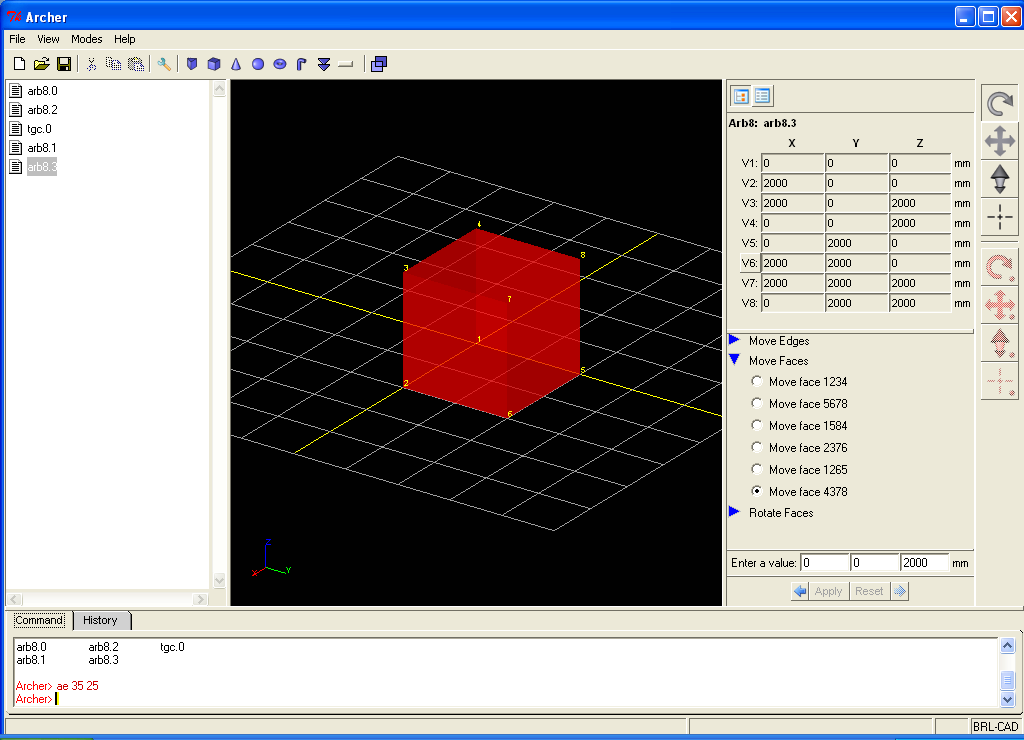 Archer
File View Modes Help
arb8.0
arb8.2
tgc.0
arb8.1
arb8.3
4
8
3
7
1
5
2
6
Z
X
Y
Arb8: arb8.3
X Y Z
V1: 0 0 0 mm
V2: 2000 0 0 mm
V3: 2000 0 2000 mm
V4: 0 0 2000 mm
V5: 0 2000 0 mm
V6: 2000 2000 0 mm
V7: 2000 2000 2000 mm
V8: 0 2000 2000 mm
Move Edges
Move Faces
Move face 1234
Move face 5678
Move face 1584
Move face 2376
Move face 1265
Move face 4378
Rotate Faces
Enter a value: 0 0 2000 mm
Apply Reset
Command History
arb8.0 arb8.2 tgc.0
arb8.1 arb8.3
Archer> ae 35 25
Archer>
BRL-CAD